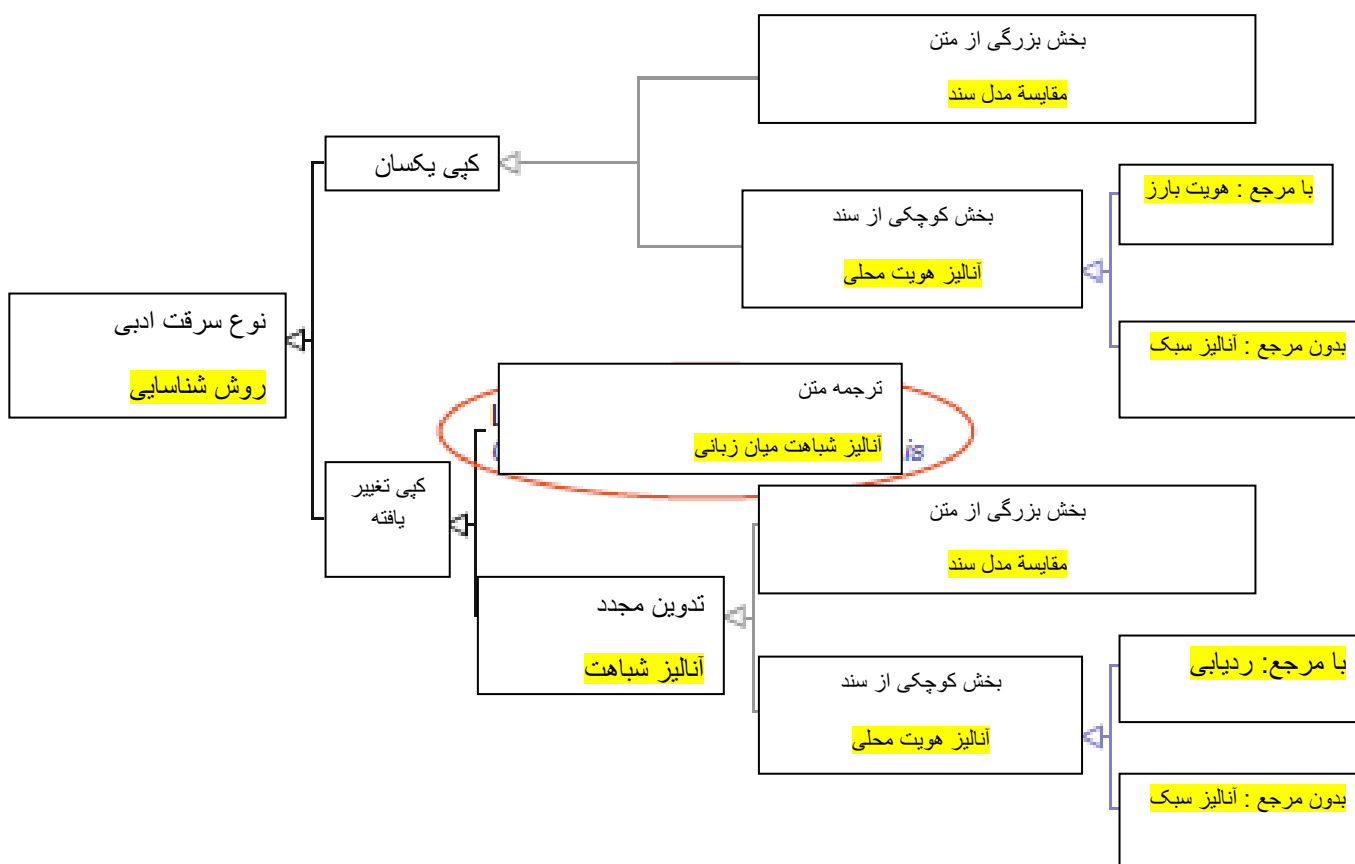 بخش بزرگی از متن
مقایسة مدل سند
کپی یکسان
با مرجع : هویت بارز
بخش کوچکی از سند
آنالیز هویت محلی
نوع سرقت ادبی
روش شناسایی
بدون مرجع : آنالیز سبک
ترجمه متن
آنالیز شباهت میان زبانی
is
کپی تغییر
یافته
بخش بزرگی از متن
مقایسة مدل سند
تدوین مجدد
آنالیز شباهت
با مرجع: ردیابی
بخش کوچکی از سند
آنالیز هویت محلی
بدون مرجع : آنالیز سبک